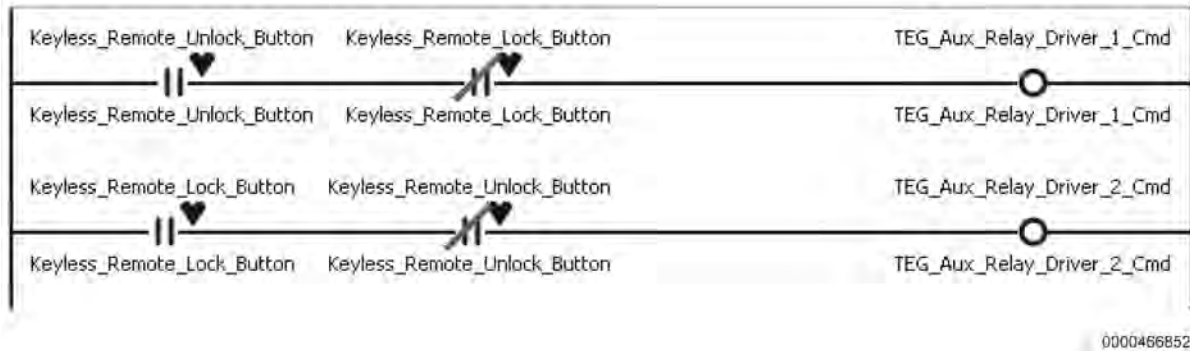 Keyless_Remote_Unlock_Button Keyless_Remote_Lock_Button TEG_Aux_Relay_Driver_1_Cmd
Keyless_Remote_Unlock_Button Keyless_Remote_Lock_Button TEG_Aux_Relay_Driver_1_Cmd
Keyless_Remote_Lock_Button Keyless_Remote_Unlock_Button TEG_Aux_Relay_Driver_2_Cmd
Keyless_Remote_Lock_Button Keyless_Remote_Unlock_Button TEG_Aux_Relay_Driver_2_Cmd
0000466852